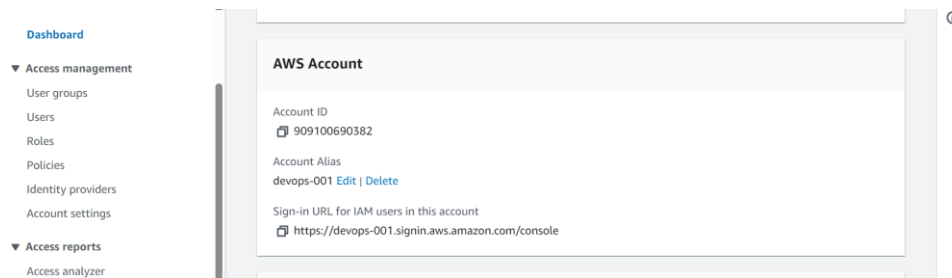 Dashboard
Access management
User groups
Users
Roles
Policies
Identity providers
Account settings
Access reports
Access analyzer
AWS Account
Account ID
909100690382
Account Alias
devops-001 Edit | Delete
Sign-in URL for IAM users in this account
https://devops-001.signin.aws.amazon.com/console